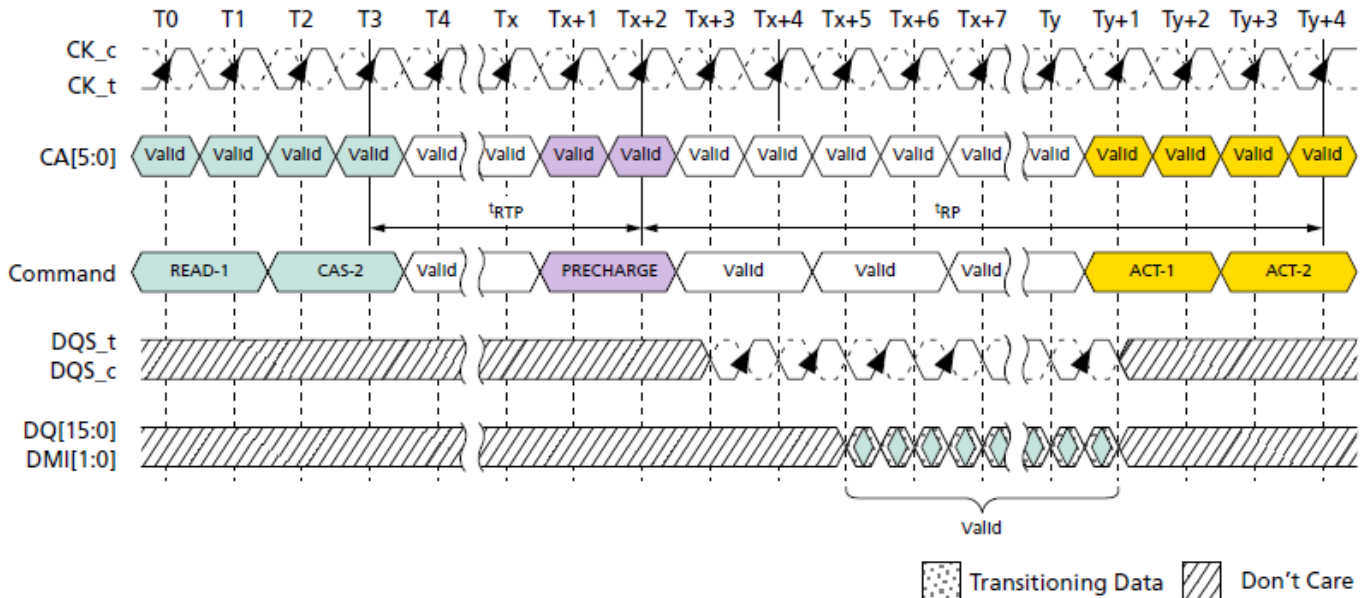 T0 T1 T2 T3 T4 Tx Tx+1 Tx+2 Tx+3 Tx+4 Tx+5 Tx+6 Tx+7 Ty Ty+1 Ty+2 Ty+3 Ty+4
CK_c
CK_t
CA[5:0] Valid Valid Valid Valid Valid Valid Valid Valid Valid Valid Valid Valid Valid Valid Valid Valid Valid Valid
tRTP tRP
Command READ-1 CAS-2 Valid PRECHARGE Valid Valid Valid ACT-1 ACT-2
DQS_t
DQS_c
DQ[15:0]
DMI[1:0]
Valid
Transitioning Data Don't Care